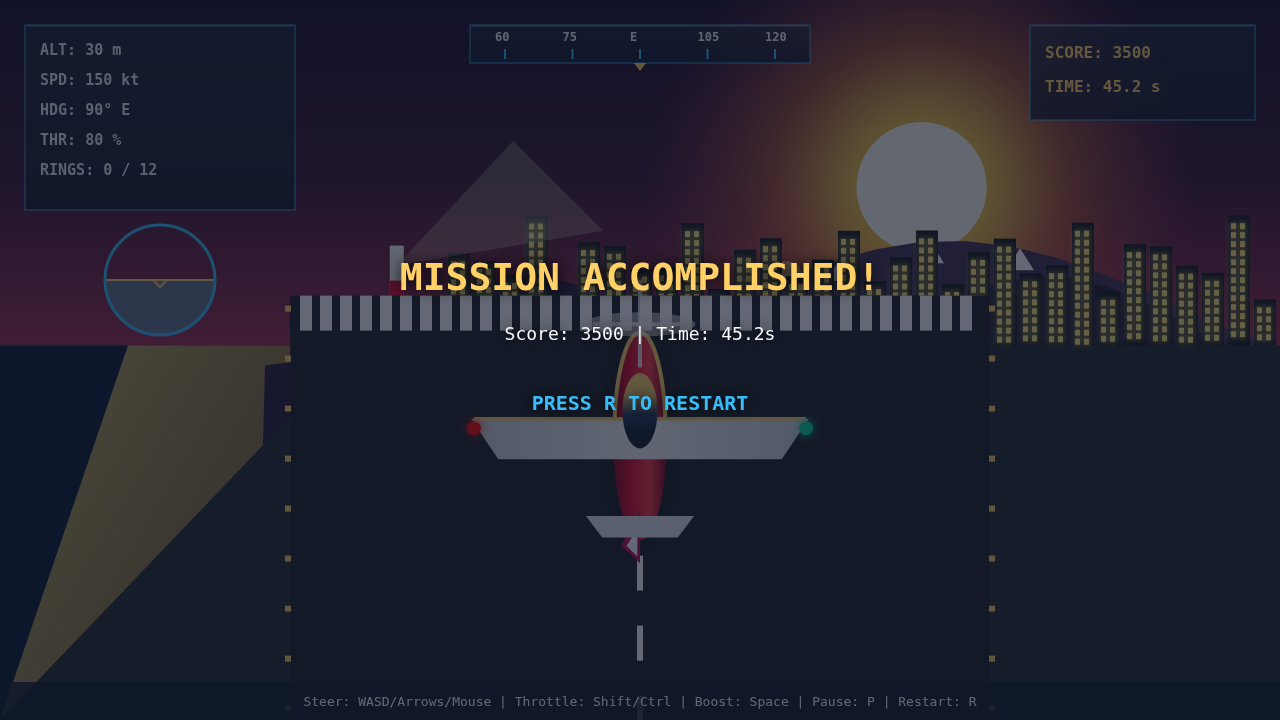 ALT: 30 m
SPD: 150 kt
HDG: 90° E
THR: 80 %
RINGS: 0 / 12
60 75 E 105 120
SCORE: 3500
TIME: 45.2 s
MISSION ACCOMPLISHED!
Score: 3500 | Time: 45.2s
PRESS R TO RESTART
Steer: WASD/Arrows/Mouse | Throttle: Shift/Ctrl | Boost: Space | Pause: P | Restart: R